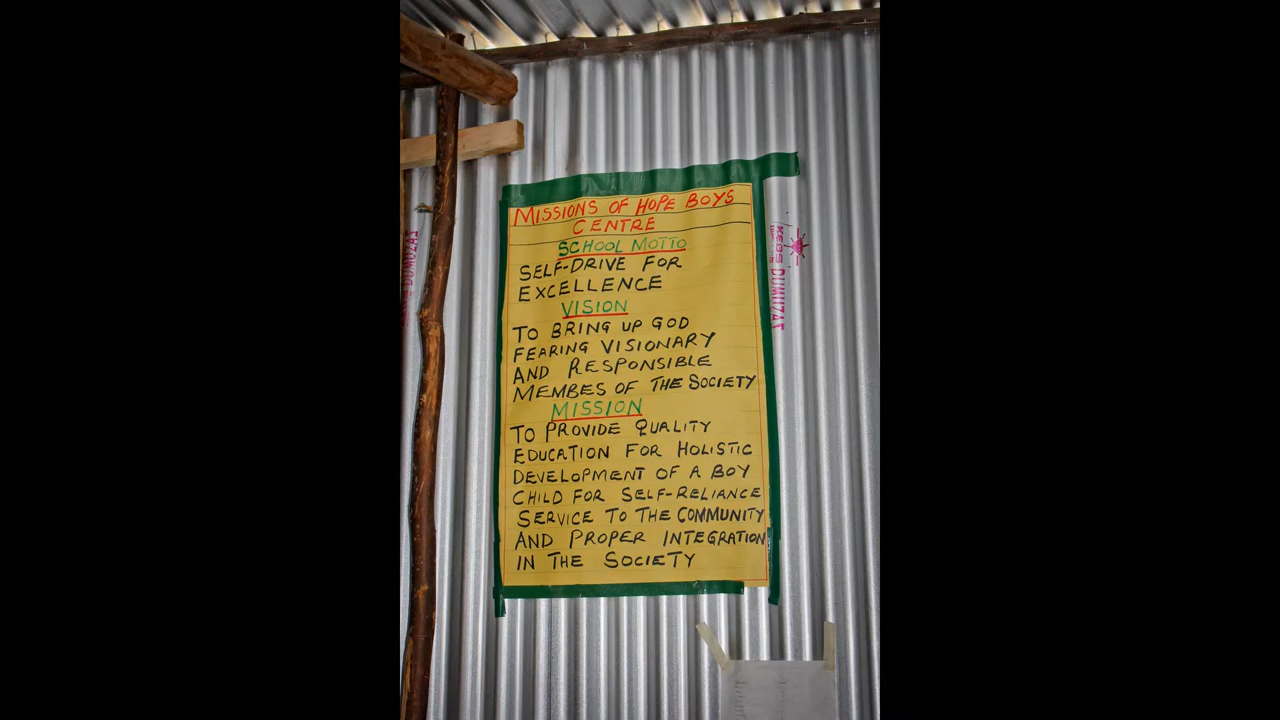 MISSIONS OF HOPE BOYS
CENTRE
SCHOOL MOTTO
SELF-DRIVE FOR
EXCELLENCE
VISION
TO BRING UP GOD
FEARING VISIONARY
AND RESPONSIBLE
MEMBES OF THE SOCIETY
MISSION
TO PROVIDE QUALITY
EDUCATION FOR HOLISTIC
DEVELOPMENT OF A BOY
CHILD FOR SELF-RELIANCE
SERVICE TO THE COMMUNITY
AND PROPER INTEGRATION
IN THE SOCIETY
DUMUZAS